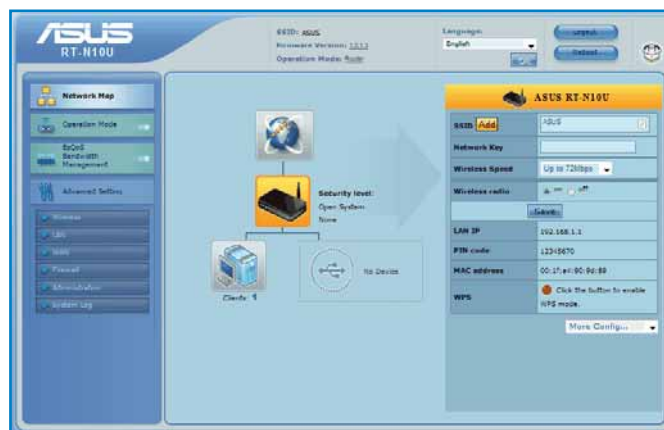 ASUS
RT-N10U
SSID: ASUS
Firmware Version:
Operation Mode: Router
Language:
English
Logout
Reboot
Network Map
Operation Mode
EzQoS
Bandwidth
Management
Advanced Setting
Wireless
LAN
WAN
Firewall
Administration
System Log
Security level:
Open System
None
Clients: 1
No Device
ASUS RT-N10U
SSID Add
ASUS
Network Key
Wireless Speed
Up to 72Mbps
Wireless radio
on off
Save
LAN IP
192.168.1.1
PIN code
12345670
MAC address
WPS
Click the button to enable
WPS mode.
More Config...